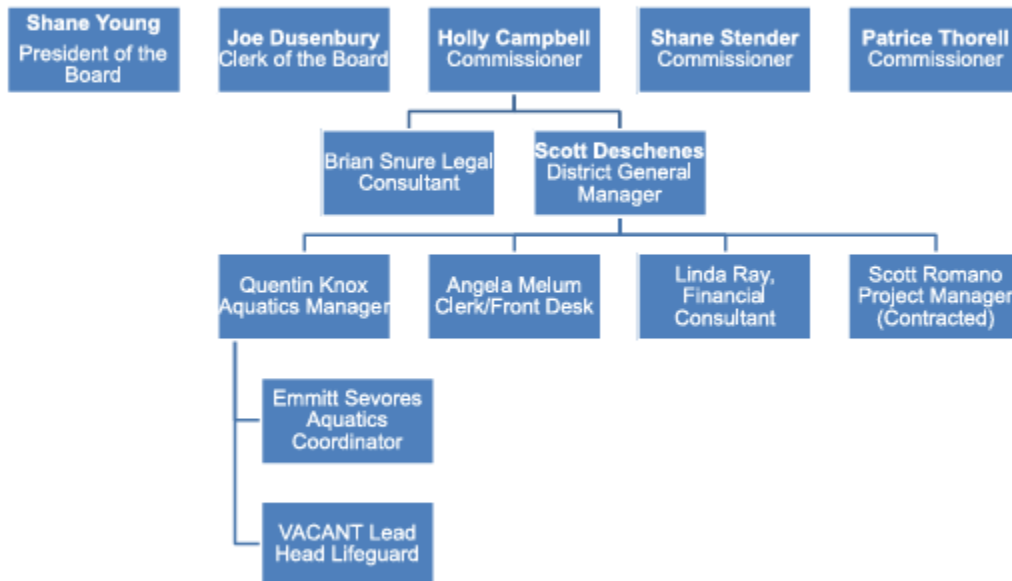 Shane Young
President of the
Board
Joe Dusenbury
Clerk of the Board
Holly Campbell
Commissioner
Shane Stender
Commissioner
Patrice Thorell
Commissioner
Brian Snure Legal
Consultant
Scott Deschenes
District General
Manager
Quentin Knox
Aquatics Manager
Angela Melum
Clerk/Front Desk
Linda Ray,
Financial
Consultant
Scott Romano
Project Manager
(Contracted)
Emmitt Sevores
Aquatics
Coordinator
VACANT Lead
Head Lifeguard